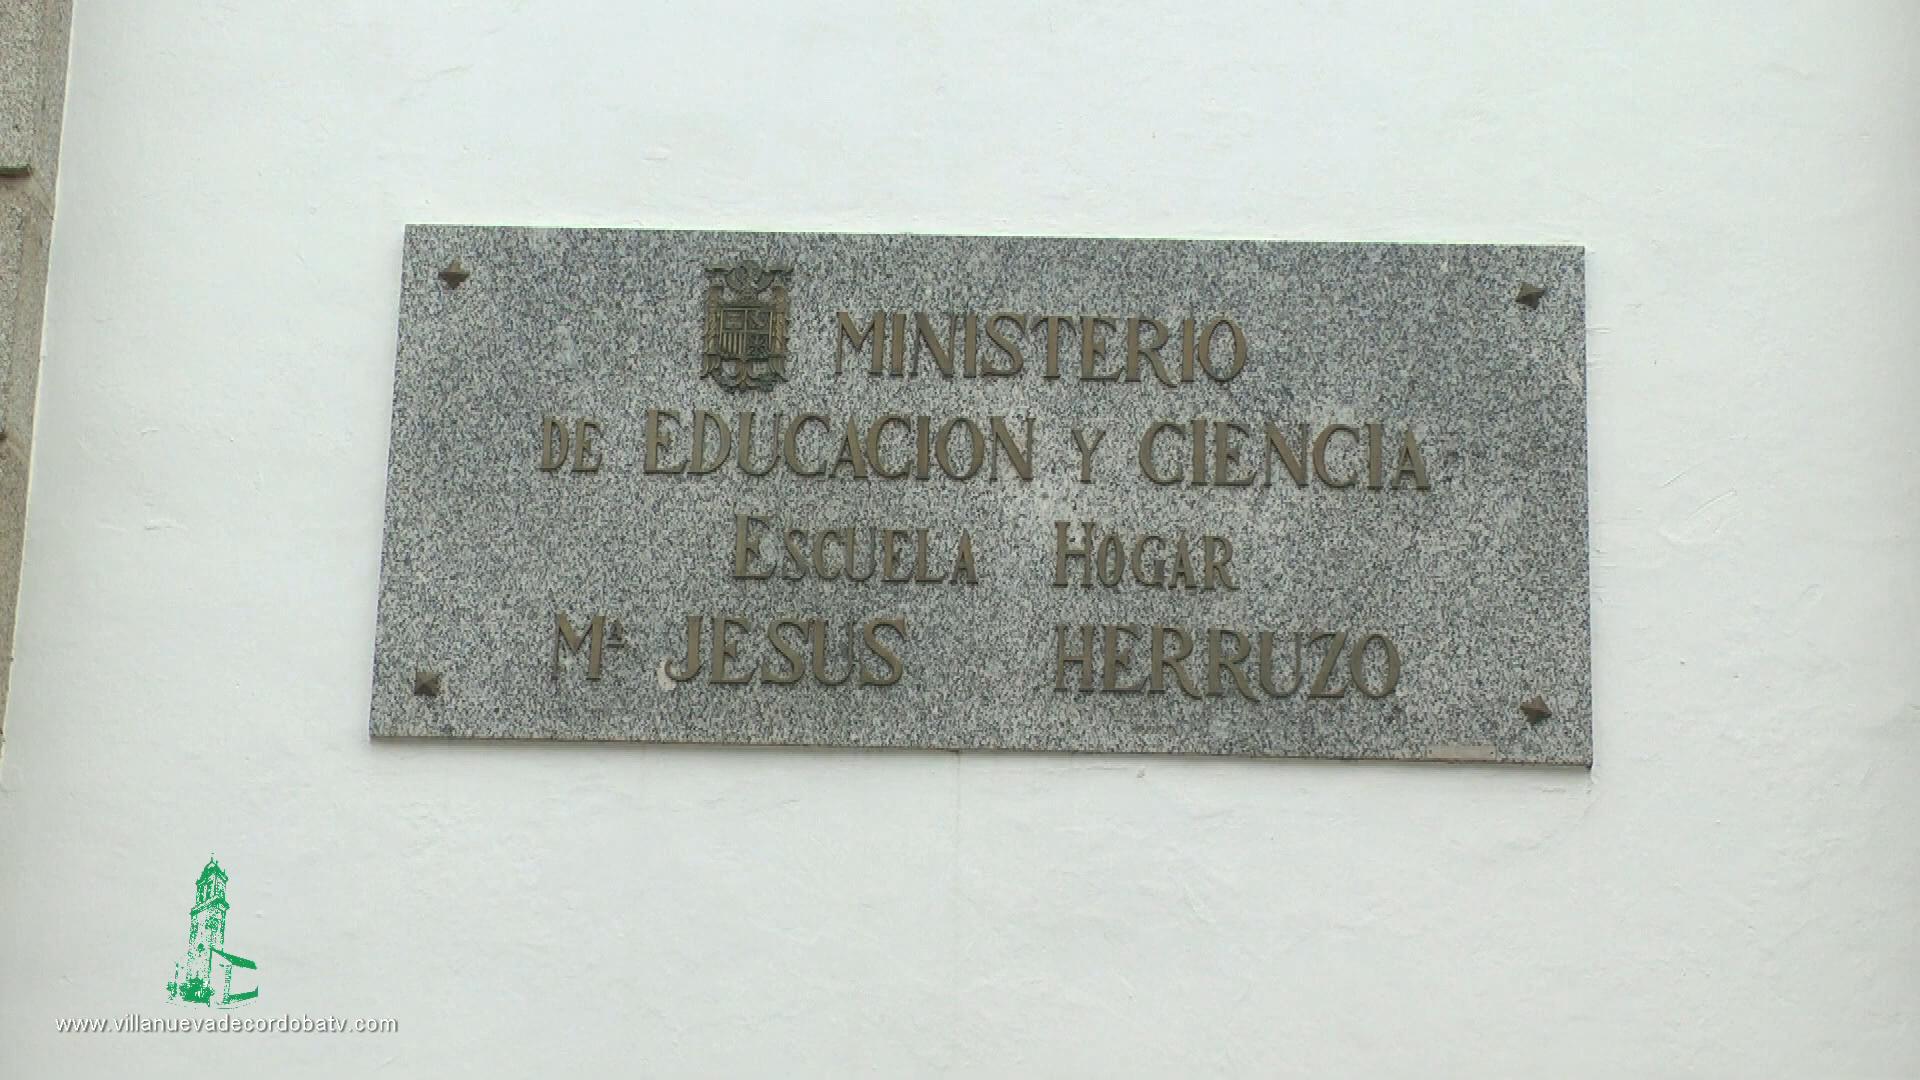 MINISTERIO
DE EDUCACION Y CIENCIA
ESCUELA HOGAR
Mª JESUS HERRUZO
www.villanuevadecordobatv.com